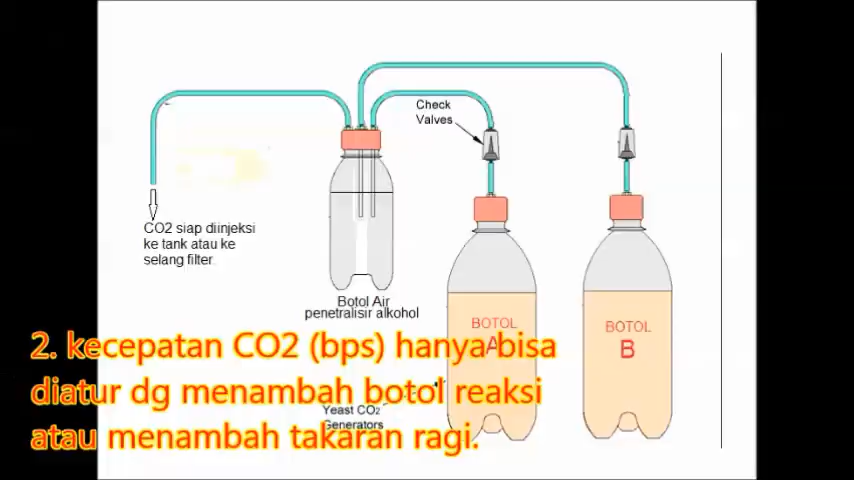 Check
Valves
CO2 siap diinjeksi
ke tank atau ke
selang filter.
Botol Air
penetralisir alkohol
BOTOL
A
BOTOL
B
Yeast CO2
Generators
2. kecepatan CO2 (bps) hanya bisa
diatur dg menambah botol reaksi
atau menambah takaran ragi.